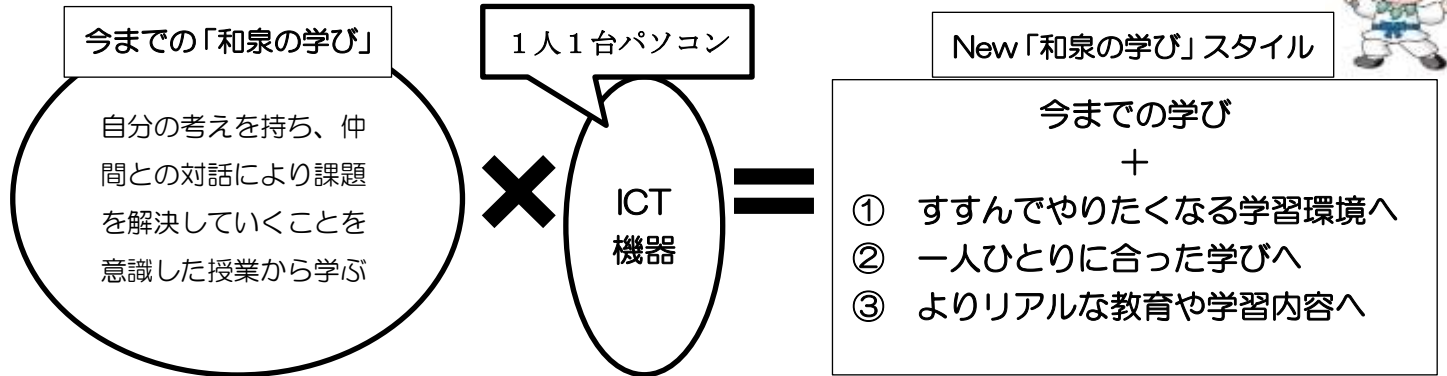 今までの「和泉の学び」
自分の考えを持ち、仲
間との対話により課題
を解決していくことを
意識した授業から学ぶ
×
1人1台パソコン
ICT
機器
=
New「和泉の学び」スタイル
今までの学び
+
① すすんでやりたくなる学習環境へ
② 一人ひとりに合った学びへ
③ よりリアルな教育や学習内容へ